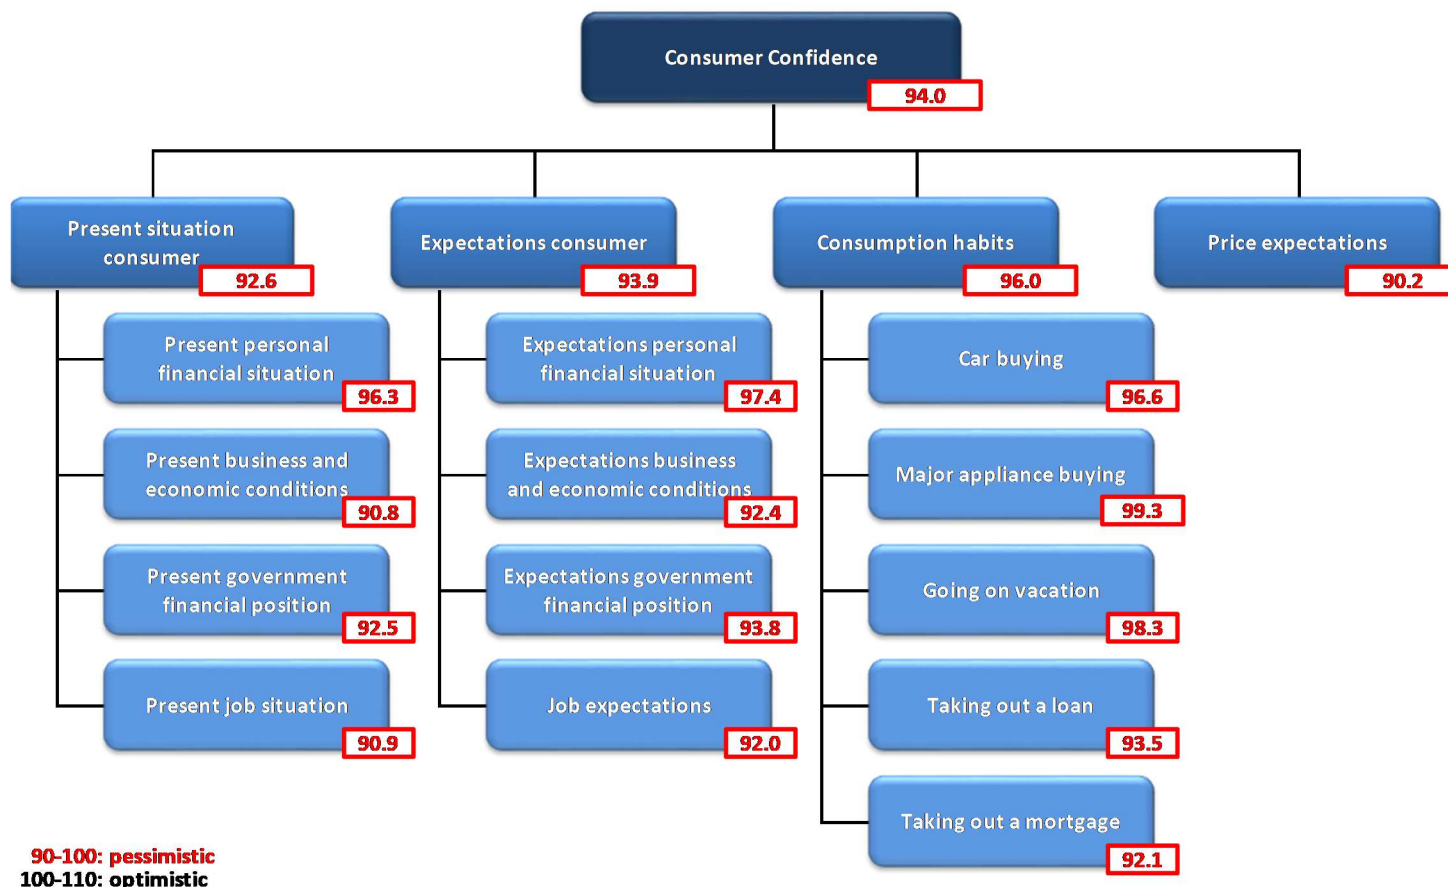 Consumer Confidence
94.0
Present situation
consumer
92.6
Expectations consumer
93.9
Consumption habits
96.0
Price expectations
90.2
Present personal
financial situation
96.3
Expectations personal
financial situation
97.4
Car buying
96.6
Present business and
economic conditions
90.8
Expectations business
and economic conditions
92.4
Major appliance buying
99.3
Present government
financial position
92.5
Expectations government
financial position
93.8
Going on vacation
98.3
Present job situation
90.9
Job expectations
92.0
Taking out a loan
93.5
Taking out a mortgage
92.1
90-100: pessimistic
100-110: optimistic